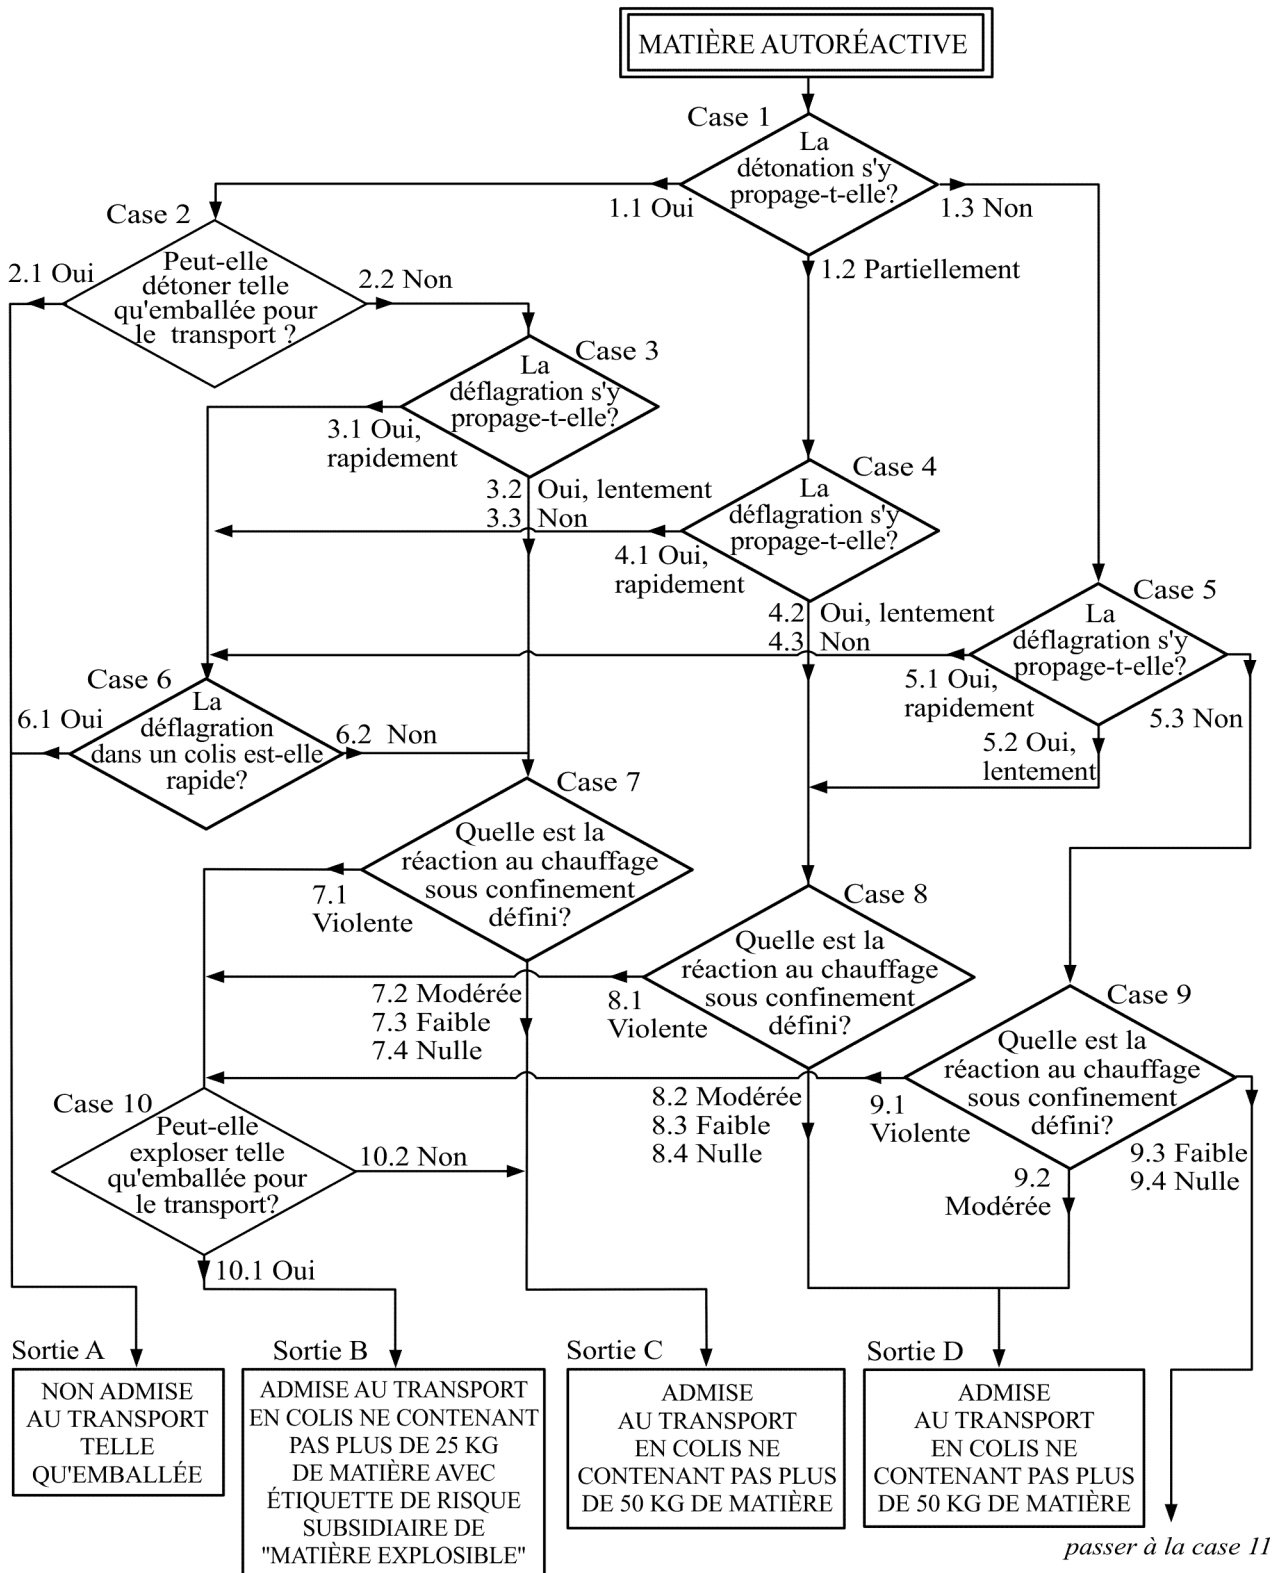 MATIÈRE AUTORÉACTIVE
Case 1
La
détonation s'y
propage-t-elle?
1.1 Oui
1.3 Non
1.2 Partiellement
Case 2
Peut-elle
détoner telle
qu'emballée pour
le transport ?
2.1 Oui
2.2 Non
Case 3
La
déflagration s'y
propage-t-elle?
3.1 Oui,
rapidement
3.2 Oui, lentement
3.3 Non
Case 4
La
déflagration s'y
propage-t-elle?
4.1 Oui,
rapidement
4.2 Oui, lentement
4.3 Non
Case 5
La
déflagration s'y
propage-t-elle?
5.1 Oui,
rapidement
5.2 Oui,
lentement
5.3 Non
Case 6
La
déflagration
dans un colis est-elle
rapide?
6.1 Oui
6.2 Non
Case 7
Quelle est la
réaction au chauffage
sous confinement
défini?
7.1
Violente
7.2 Modérée
7.3 Faible
7.4 Nulle
Case 8
Quelle est la
réaction au chauffage
sous confinement
défini?
8.1
Violente
8.2 Modérée
8.3 Faible
8.4 Nulle
Case 9
Quelle est la
réaction au chauffage
sous confinement
défini?
9.1
Violente
9.2
Modérée
9.3 Faible
9.4 Nulle
Case 10
Peut-elle
exploser telle
qu'emballée pour
le transport?
10.2 Non
10.1 Oui
Sortie A
NON ADMISE
AU TRANSPORT
TELLE
QU'EMBALLÉE
Sortie B
ADMISE AU TRANSPORT
EN COLIS NE CONTENANT
PAS PLUS DE 25 KG
DE MATIÈRE AVEC
ÉTIQUETTE DE RISQUE
SUBSIDIAIRE DE
"MATIÈRE EXPLOSIBLE"
Sortie C
ADMISE
AU TRANSPORT
EN COLIS NE
CONTENANT PAS PLUS
DE 50 KG DE MATIÈRE
Sortie D
ADMISE
AU TRANSPORT
EN COLIS NE
CONTENANT PAS PLUS
DE 50 KG DE MATIÈRE
passer à la case 11